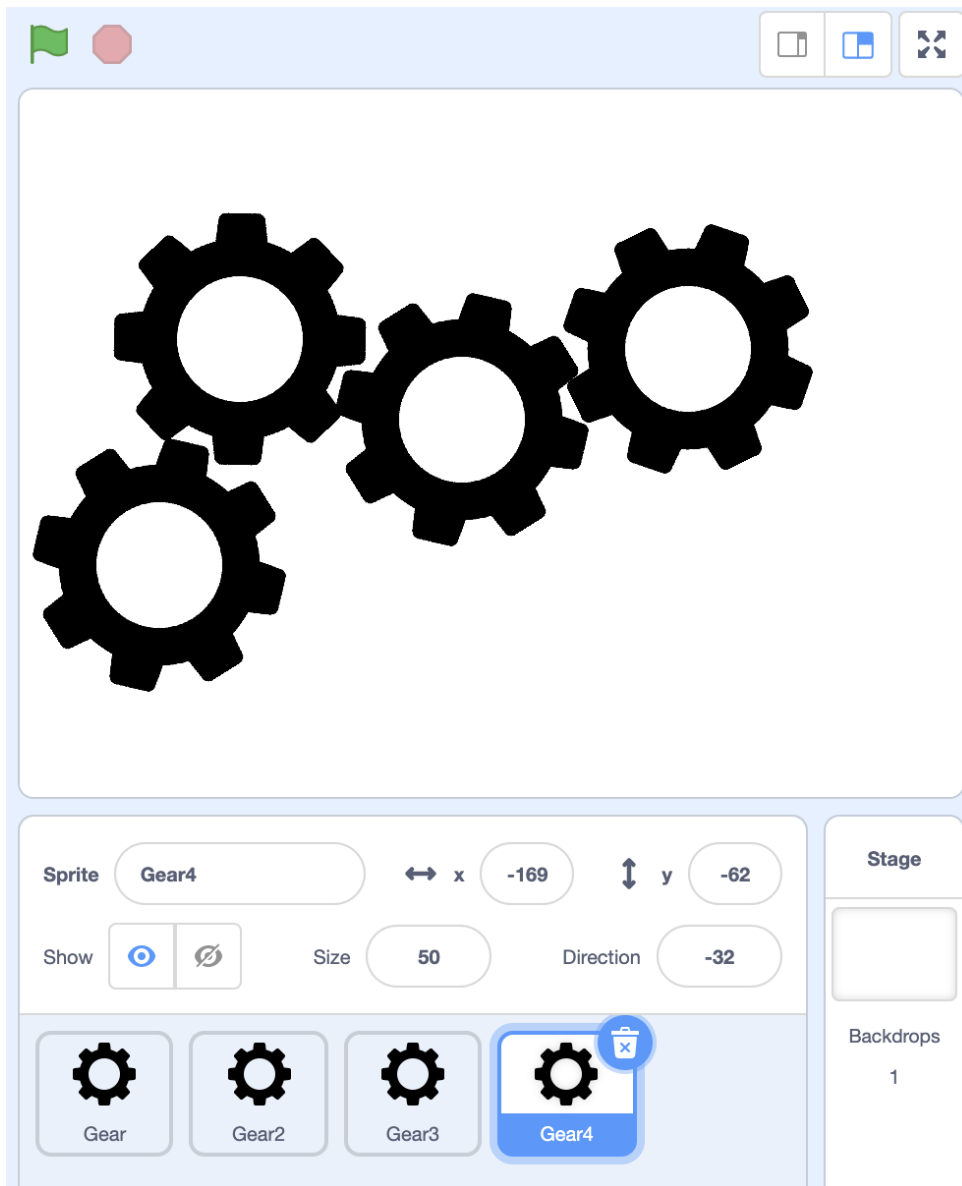 Sprite Gear4 x -169 y -62
Show Size 50 Direction -32
Gear Gear2 Gear3 Gear4
Stage
Backdrops
1